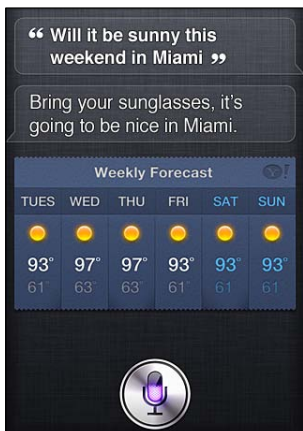 “ Will it be sunny this
weekend in Miami ”
Bring your sunglasses, it's
going to be nice in Miami.
Weekly Forecast Y!
TUES WED THU FRI SAT SUN
93° 97° 97° 93° 93° 93°
61° 63° 63° 61° 61° 61°